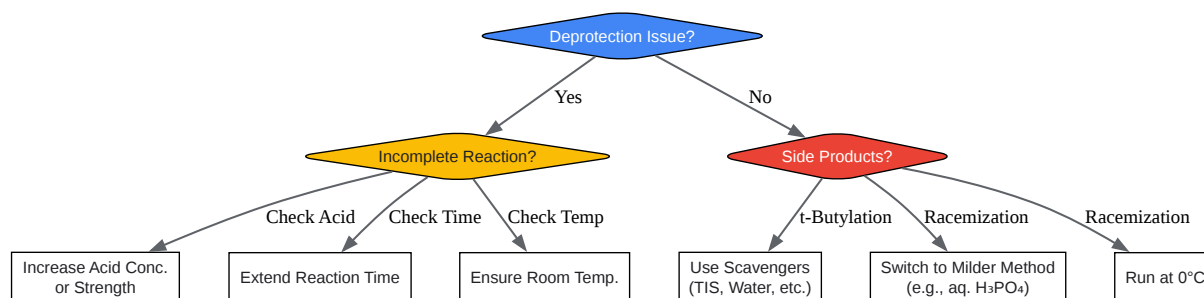 Deprotection Issue?
Yes
No
Incomplete Reaction?
Side Products?
Check Acid
Check Time
Check Temp
t-Butylation
Racemization
Racemization
Increase Acid Conc.
or Strength
Extend Reaction Time
Ensure Room Temp.
Use Scavengers
(TIS, Water, etc.)
Switch to Milder Method
(e.g., aq. H₃PO₄)
Run at 0°C